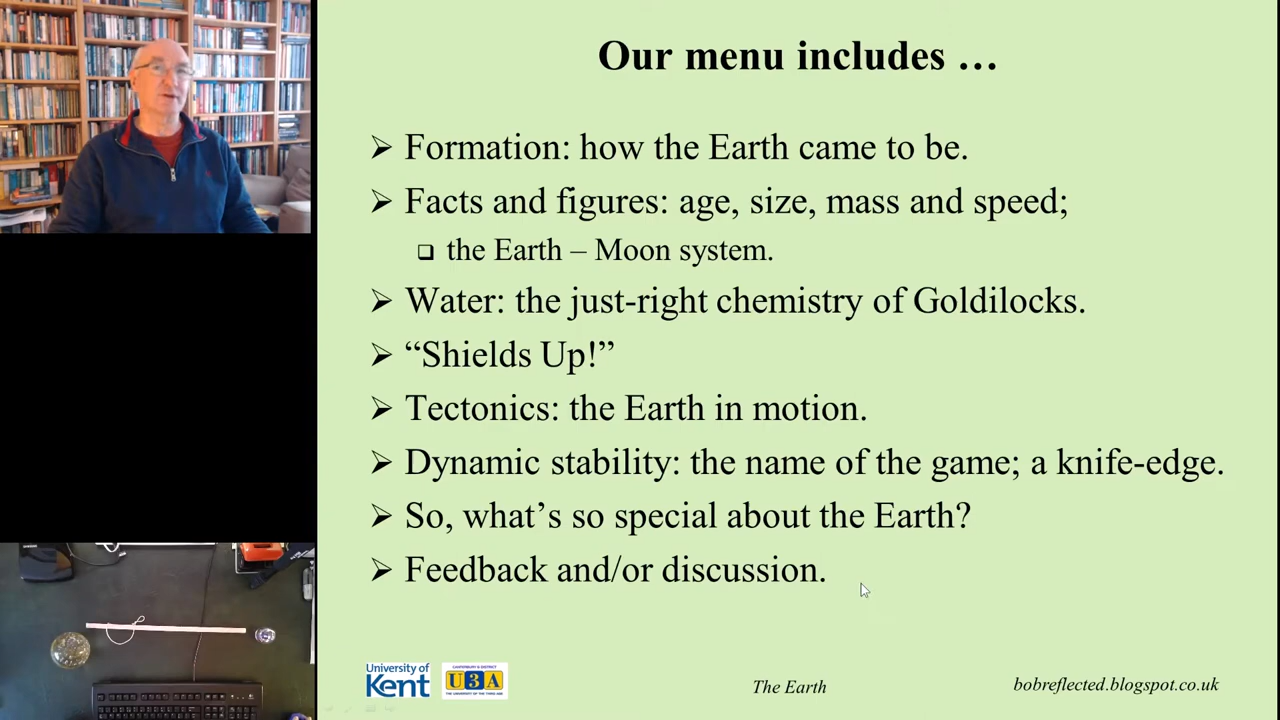 Our menu includes …
Formation: how the Earth came to be.
Facts and figures: age, size, mass and speed;
the Earth – Moon system.
Water: the just-right chemistry of Goldilocks.
“Shields Up!”
Tectonics: the Earth in motion.
Dynamic stability: the name of the game; a knife-edge.
So, what’s so special about the Earth?
Feedback and/or discussion.
University of
Kent
CANTERBURY & DISTRICT
U3A
THE UNIVERSITY OF THE THIRD AGE
The Earth
bobreflected.blogspot.co.uk